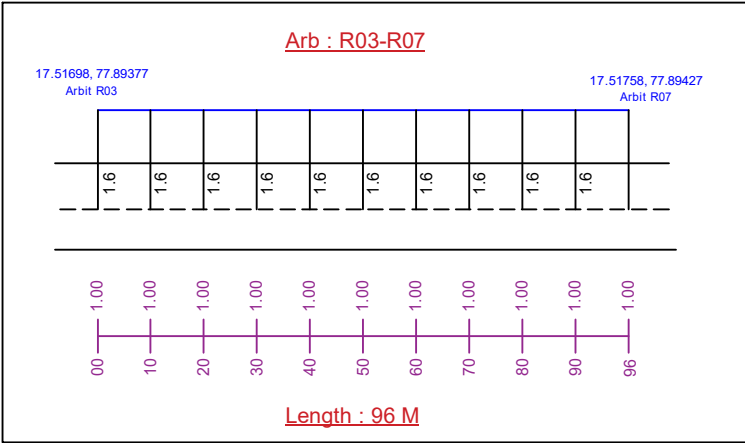 Arb : R03-R07
17.51698, 77.89377
Arbit R03
17.51758, 77.89427
Arbit R07
1.6 1.6 1.6 1.6 1.6 1.6 1.6 1.6 1.6 1.6
1.00 1.00 1.00 1.00 1.00 1.00 1.00 1.00 1.00 1.00 1.00
00 10 20 30 40 50 60 70 80 90 96
Length : 96 M